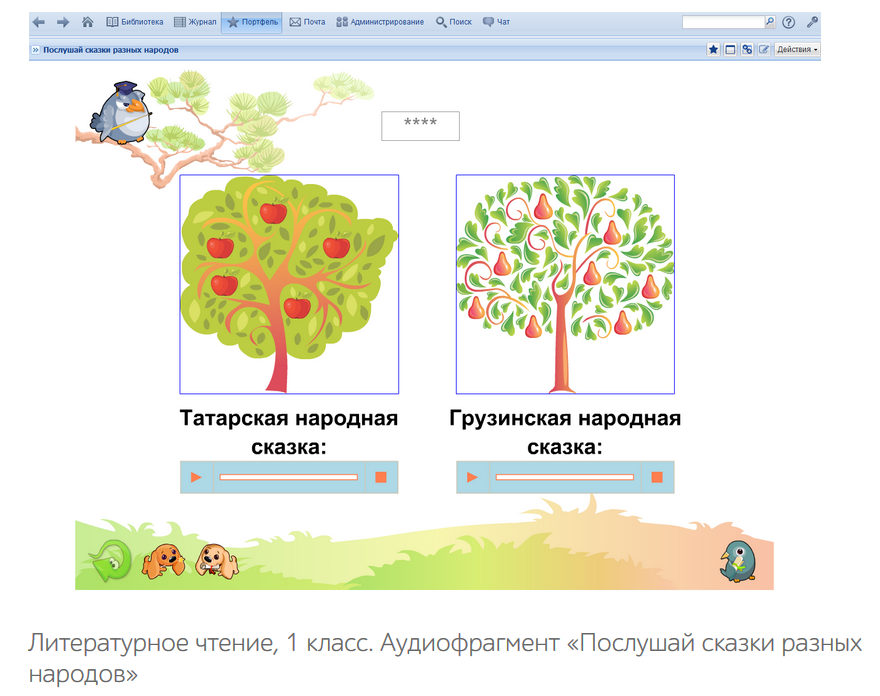 Библиотека Журнал Портфель Почта Администрирование Поиск Чат
Послушай сказки разных народов Действия
****
Татарская народная
сказка:
Грузинская народная
сказка:
Литературное чтение, 1 класс. Аудиофрагмент «Послушай сказки разных
народов»